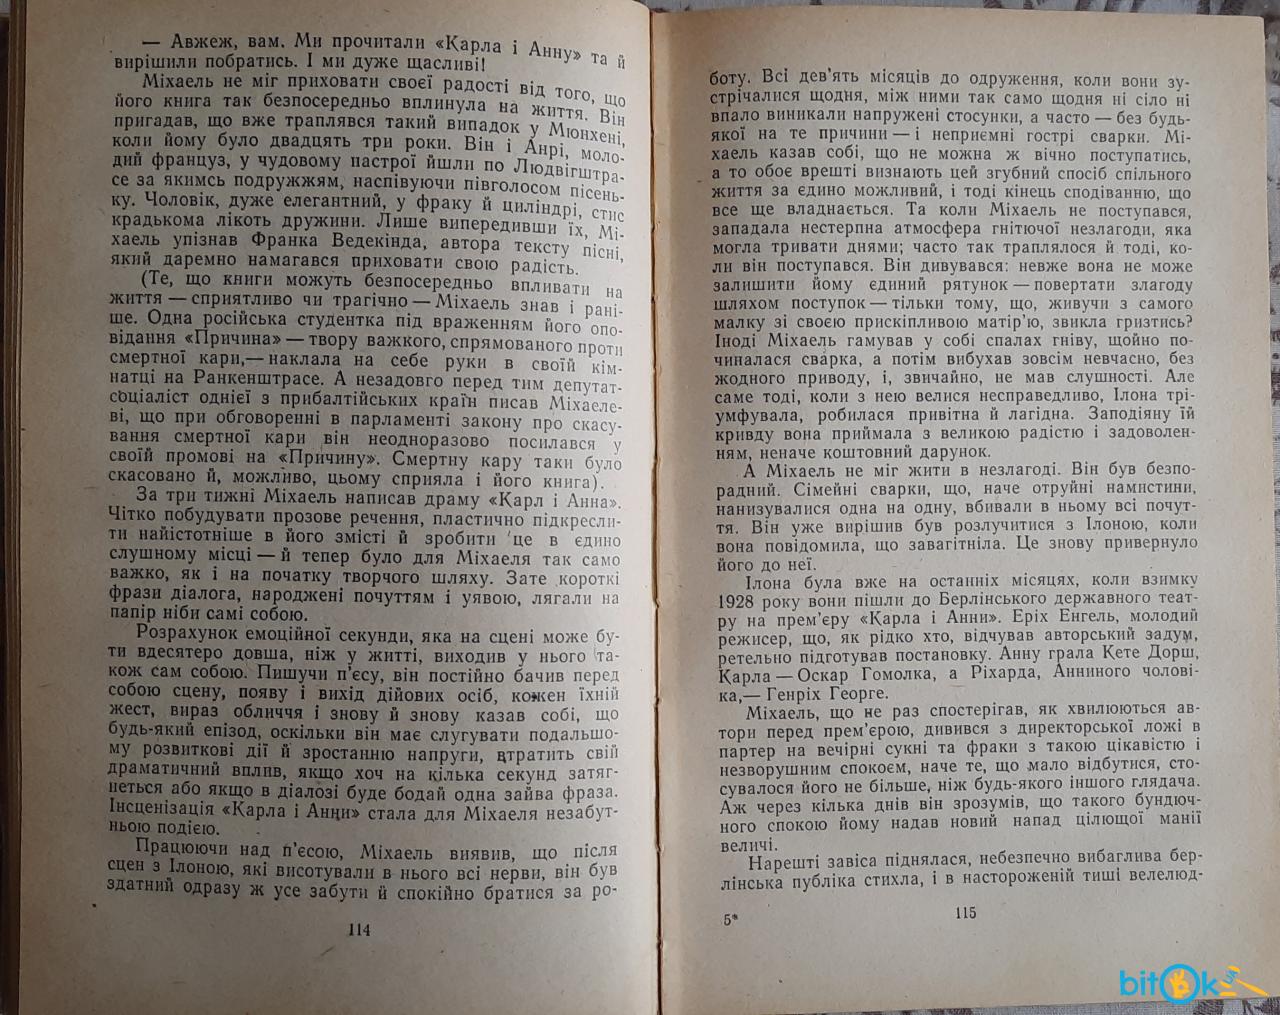 — Авжеж, вам. Ми прочитали «Карла і Анну» та й
вирішили побратись. І ми дуже щасливі!
Міхаель не міг приховати своєї радості від того, що
його книга так безпосередньо вплинула на життя. Він
пригадав, що вже траплявся такий випадок у Мюнхені,
коли йому було двадцять три роки. Він і Анрі, моло-
дий француз, у чудовому настрої йшли по Людвігштра-
се за якимсь подружжям, наспівуючи півголосом пісень-
ку. Чоловік, дуже елегантний, у фраку й циліндрі, стис
крадькома лікоть дружини. Лише випередивши їх, Мі-
хаель упізнав Франка Ведекінда, автора тексту пісні,
який даремно намагався приховати свою радість.
(Те, що книги можуть безпосередньо впливати на
життя — сприятливо чи трагічно — Міхаель знав і рані-
ше. Одна російська студентка під враженням його опо-
відання «Причина» — твору важкого, спрямованого проти
смертної кари,— наклала на себе руки в своїй кім-
натці на Ранкенштрасе. А незадовго перед тим депутат-
соціаліст однієї з прибалтійських країн писав Міхаеле-
ві, що при обговоренні в парламенті закону про скасу-
вання смертної кари він неодноразово посилався у
своїй промові на «Причину». Смертну кару таки було
скасовано й, можливо, цьому сприяла і його книга).
За три тижні Міхаель написав драму «Карл і Анна».
Чітко побудувати прозове речення, пластично підкресли-
ти найістотніше в його змісті й зробити це в єдино
слушному місці — й тепер було для Міхаеля так само
важко, як і на початку творчого шляху. Зате короткі
фрази діалога, народжені почуттям і уявою, лягали на
папір ніби самі собою.
Розрахунок емоційної секунди, яка на сцені може бу-
ти вдесятеро довша, ніж у житті, виходив у нього та-
кож сам собою. Пишучи п'єсу, він постійно бачив перед
собою сцену, появу і вихід дійових осіб, кожен їхній
жест, вираз обличчя і знову й знову казав собі, що
будь-який епізод, оскільки він має слугувати подальшо-
му розвиткові дії й зростанню напруги, втратить свій
драматичний вплив, якщо хоч на кілька секунд затяг-
неться або якщо в діалозі буде бодай одна зайва фраза.
Інсценізація «Карла і Анни» стала для Міхаеля незабут-
ньою подією.
Працюючи над п'єсою, Міхаель виявив, що після
сцен з Ілоною, які висотували в нього всі нерви, він був
здатний одразу ж усе забути й спокійно братися за ро-
114
боту. Всі дев'ять місяців до одруження, коли вони зу-
стрічалися щодня, між ними так само щодня ні сіло ні
впало виникали напружені стосунки, а часто — без будь-
якої на те причини — і неприємні гострі сварки. Мі-
хаель казав собі, що не можна ж вічно поступатись,
а то обоє врешті визнають цей згубний спосіб спільного
життя за єдино можливий, і тоді кінець сподіванню, що
все ще владнається. Та коли Міхаель не поступався,
западала нестерпна атмосфера гнітючої незлагоди, яка
могла тривати днями; часто так траплялося й тоді, ко-
ли він поступався. Він дивувався: невже вона не може
залишити йому єдиний рятунок — повертати злагоду
шляхом поступок — тільки тому, що, живучи з самого
малку зі своєю прискіпливою матір'ю, звикла гризтись?
Іноді Міхаель гамував у собі спалах гніву, щойно по-
чиналася сварка, а потім вибухав зовсім невчасно, без
жодного приводу, і, звичайно, не мав слушності. Але
саме тоді, коли з нею велися несправедливо, Ілона трі-
умфувала, робилася привітна й лагідна. Заподіяну їй
кривду вона приймала з великою радістю і задоволен-
ням, неначе коштовний дарунок.
А Міхаель не міг жити в незлагоді. Він був безпо-
радний. Сімейні сварки, що, наче отруйні намистини,
нанизувалися одна на одну, вбивали в ньому всі почут-
тя. Він уже вирішив був розлучитися з Ілоною, коли
вона повідомила, що завагітніла. Це знову привернуло
його до неї.
Ілона була вже на останніх місяцях, коли взимку
1928 року вони пішли до Берлінського державного теат-
ру на прем'єру «Карла і Анни». Еріх Енгель, молодий
режисер, що, як рідко хто, відчував авторський задум,
ретельно підготував постановку. Анну грала Кете Дорш,
Карла — Оскар Гомолка, а Ріхарда, Анниного чолові-
ка,— Генріх Георге.
Міхаель, що не раз спостерігав, як хвилюються ав-
тори перед прем'єрою, дивився з директорської ложі в
партер на вечірні сукні та фраки з такою цікавістю і
незворушним спокоєм, наче те, що мало відбутися, сто-
сувалося його не більше, ніж будь-якого іншого глядача.
Аж через кілька днів він зрозумів, що такого бундюч-
ного спокою йому надав новий напад цілющої манії
величі.
Нарешті завіса піднялася, небезпечно вибаглива бер-
лінська публіка стихла, і в настороженій тиші велелюд-
5*
115
bitok.ua